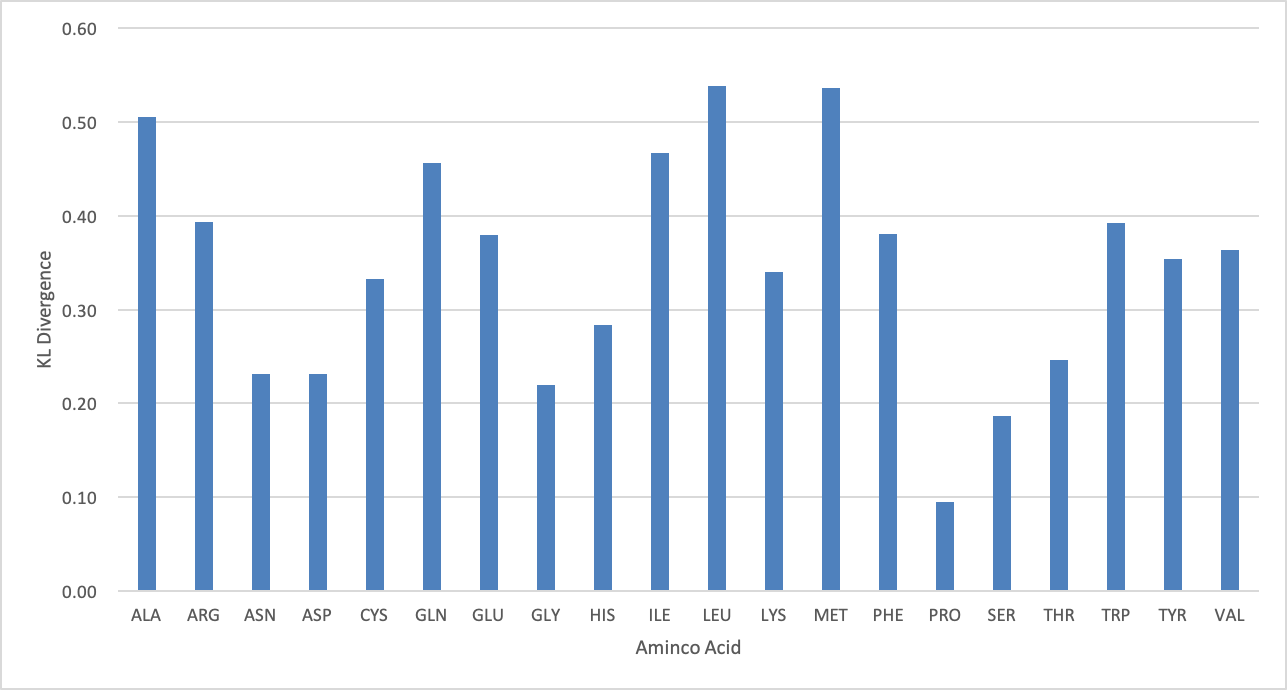 0.60
0.50
0.40
0.30
0.20
0.10
0.00
KL Divergence
ALA ARG ASN ASP CYS GLN GLU GLY HIS ILE LEU LYS MET PHE PRO SER THR TRP TYR VAL
Aminco Acid